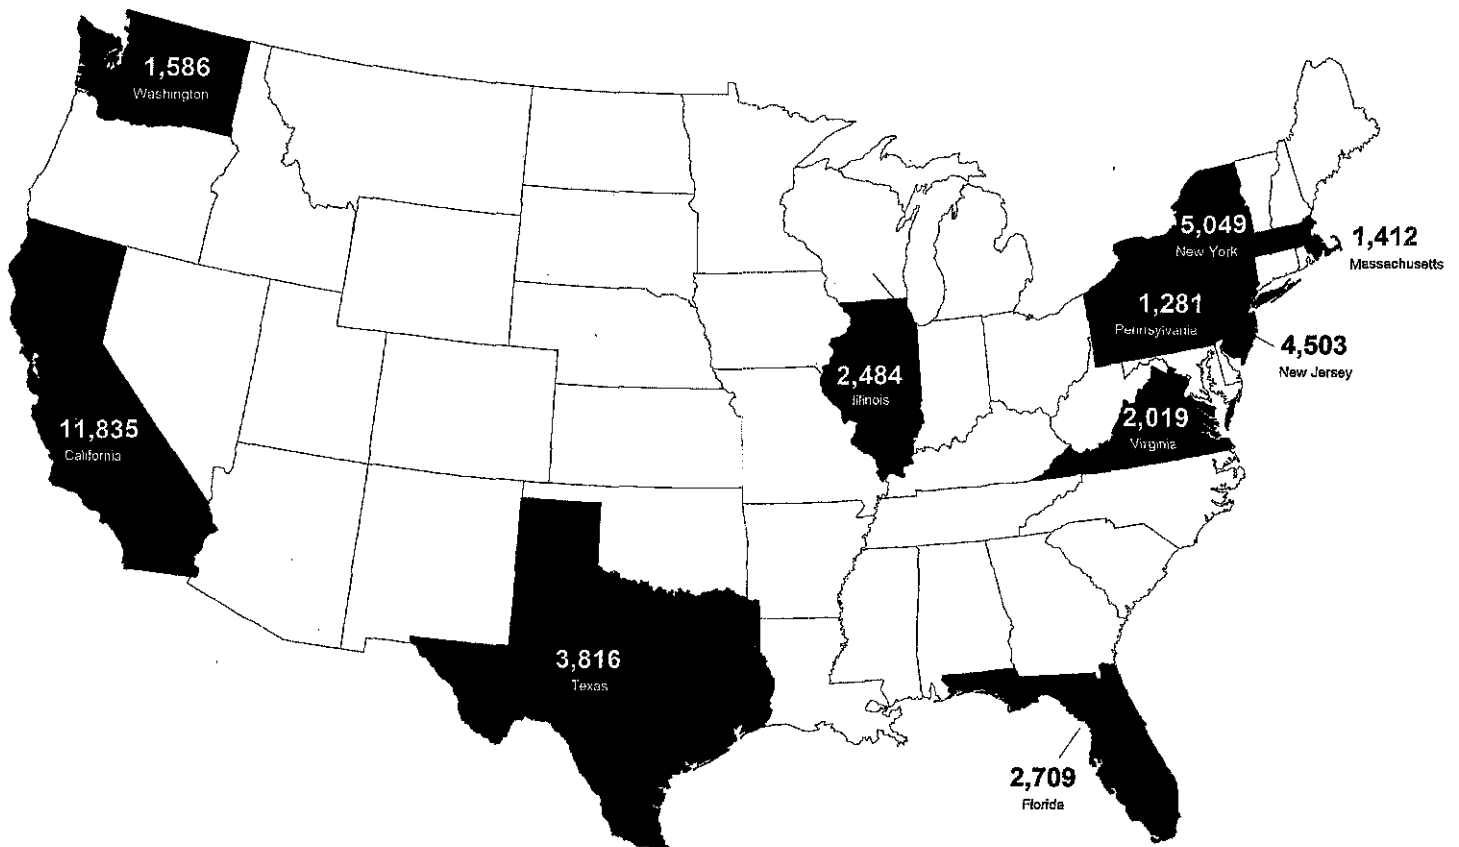 1,586
Washington
5,049
New York
1,412
Massachusetts
1,281
Pennsylvania
4,503
New Jersey
2,484
Illinois
2,019
Virginia
11,835
California
3,816
Texas
2,709
Florida